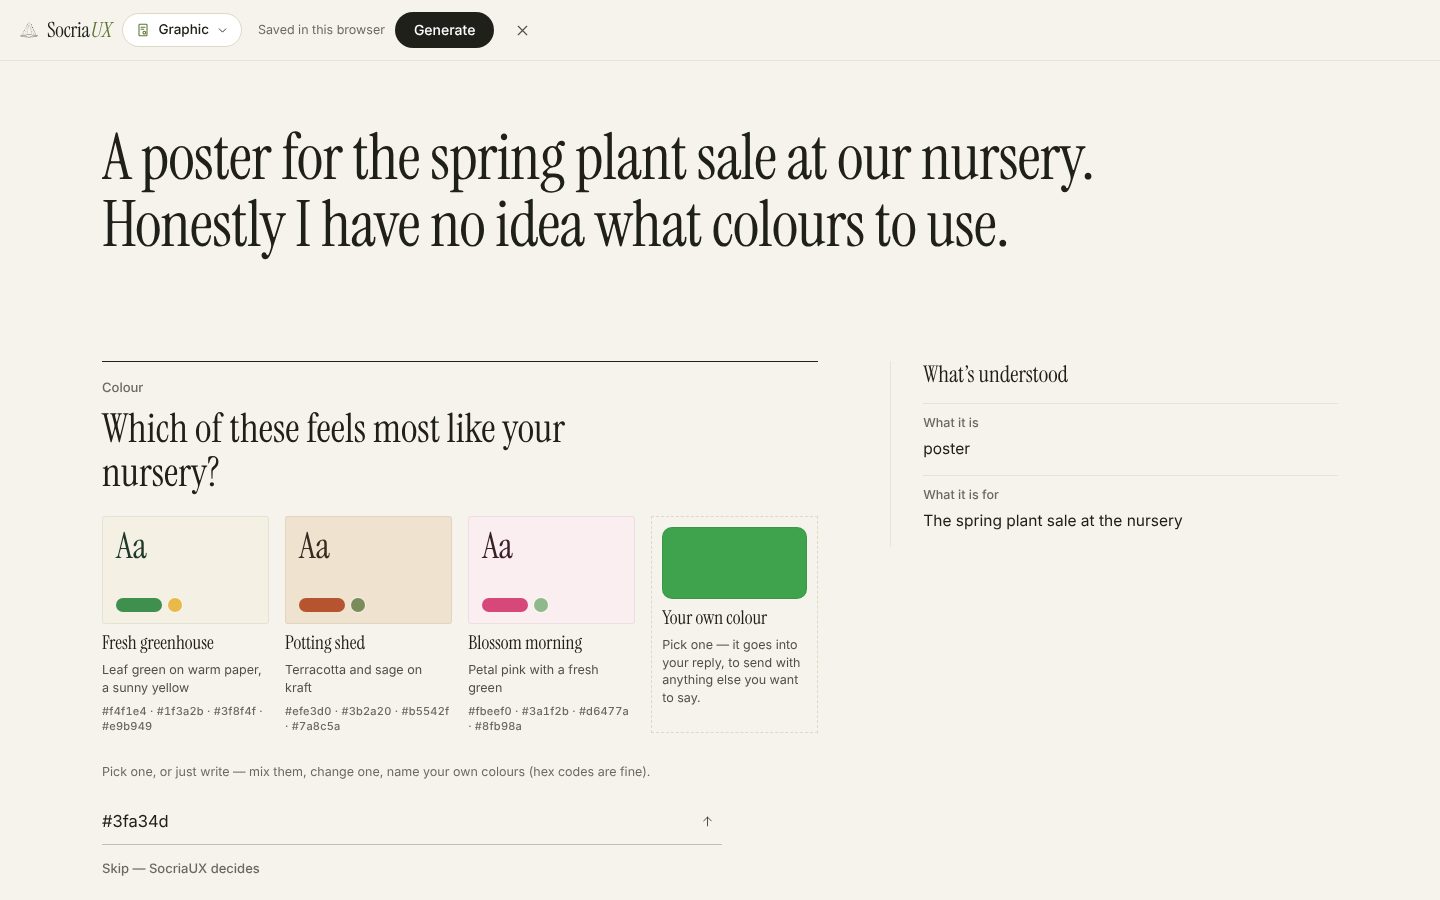 SocriaUX
Graphic
Saved in this browser
Generate
A poster for the spring plant sale at our nursery.
Honestly I have no idea what colours to use.
Colour
Which of these feels most like your
nursery?
Aa
Fresh greenhouse
Leaf green on warm paper,
a sunny yellow
#f4f1e4 · #1f3a2b · #3f8f4f ·
#e9b949
Aa
Potting shed
Terracotta and sage on
kraft
#efe3d0 · #3b2a20 · #b5542f
· #7a8c5a
Aa
Blossom morning
Petal pink with a fresh
green
#fbeef0 · #3a1f2b · #d6477a
· #8fb98a
Your own colour
Pick one — it goes into
your reply, to send with
anything else you want
to say.
Pick one, or just write — mix them, change one, name your own colours (hex codes are fine).
#3fa34d
Skip — SocriaUX decides
What's understood
What it is
poster
What it is for
The spring plant sale at the nursery